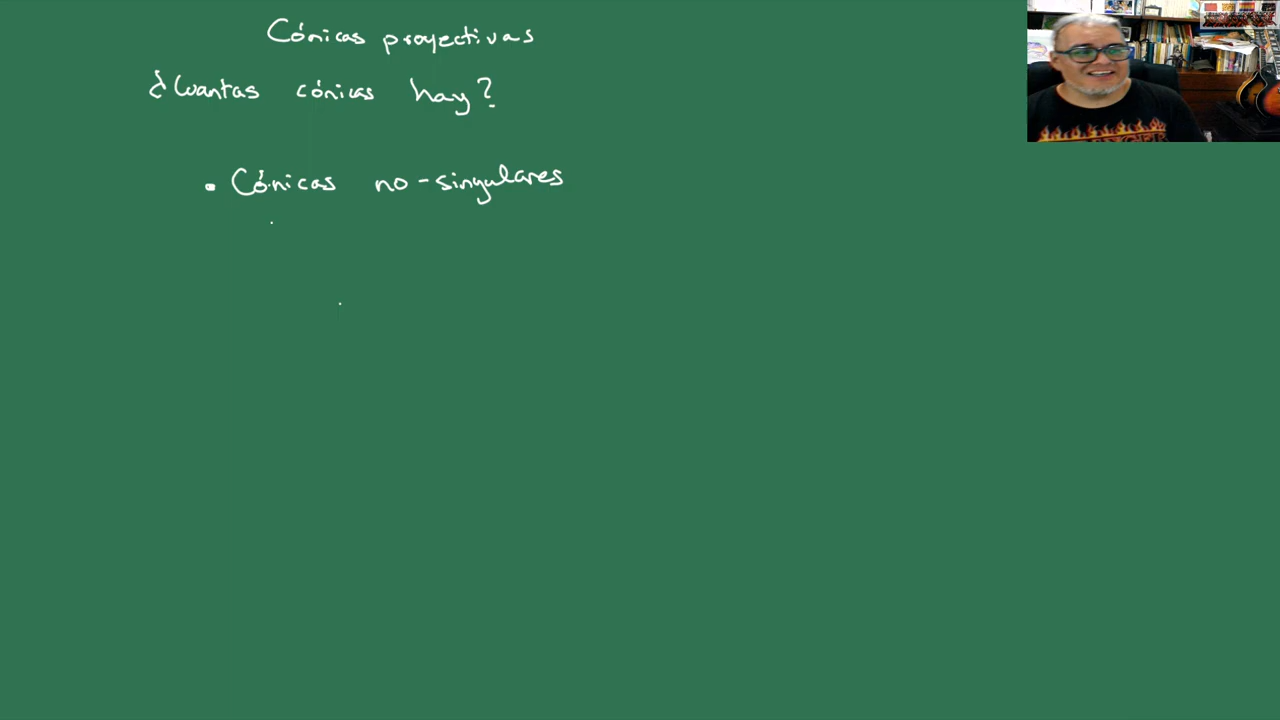 Cónicas proyectivas
¿Cuantas cónicas hay?
• Cónicas no-singulares